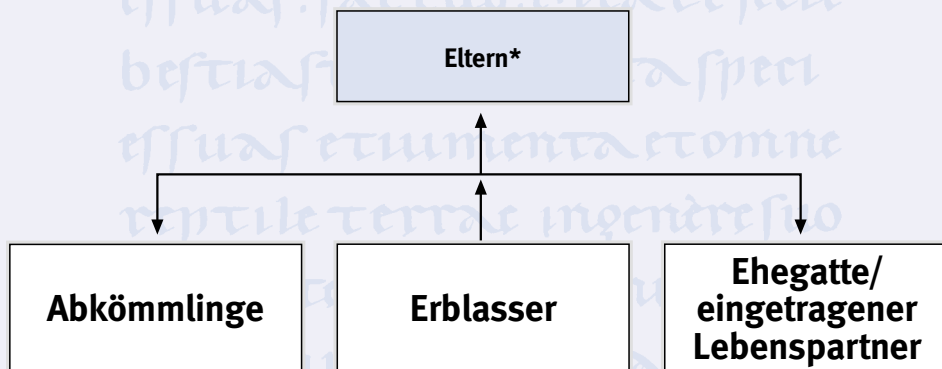 Eltern*
Abkömmlinge
Erblasser
Ehegatte/
eingetragener
Lebenspartner